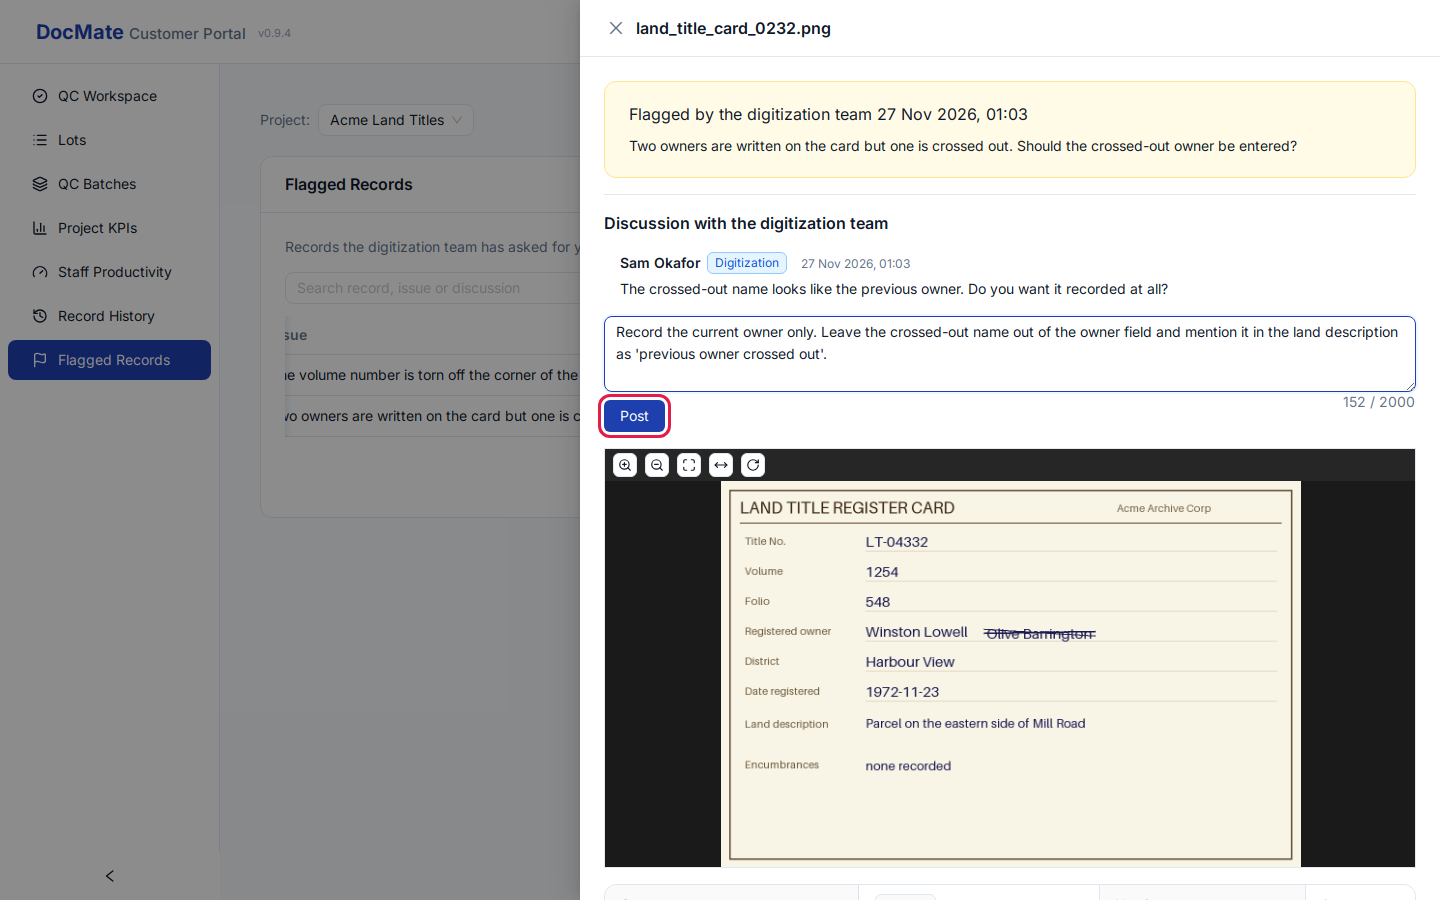 DocMate Customer Portal v0.9.4
QC Workspace
Lots
QC Batches
Project KPIs
Staff Productivity
Record History
Flagged Records
Project: Acme Land Titles
Flagged Records
Records the digitization team has asked for y
Search record, issue or discussion
sue
e volume number is torn off the corner of the
vo owners are written on the card but one is c
land_title_card_0232.png
Flagged by the digitization team 27 Nov 2026, 01:03
Two owners are written on the card but one is crossed out. Should the crossed-out owner be entered?
Discussion with the digitization team
Sam Okafor Digitization 27 Nov 2026, 01:03
The crossed-out name looks like the previous owner. Do you want it recorded at all?
Record the current owner only. Leave the crossed-out name out of the owner field and mention it in the land description
as 'previous owner crossed out'.
152 / 2000
Post
LAND TITLE REGISTER CARD Acme Archive Corp
Title No. LT-04332
Volume 1254
Folio 548
Registered owner Winston Lowell Olive Barrington
District Harbour View
Date registered 1972-11-23
Land description Parcel on the eastern side of Mill Road
Encumbrances none recorded